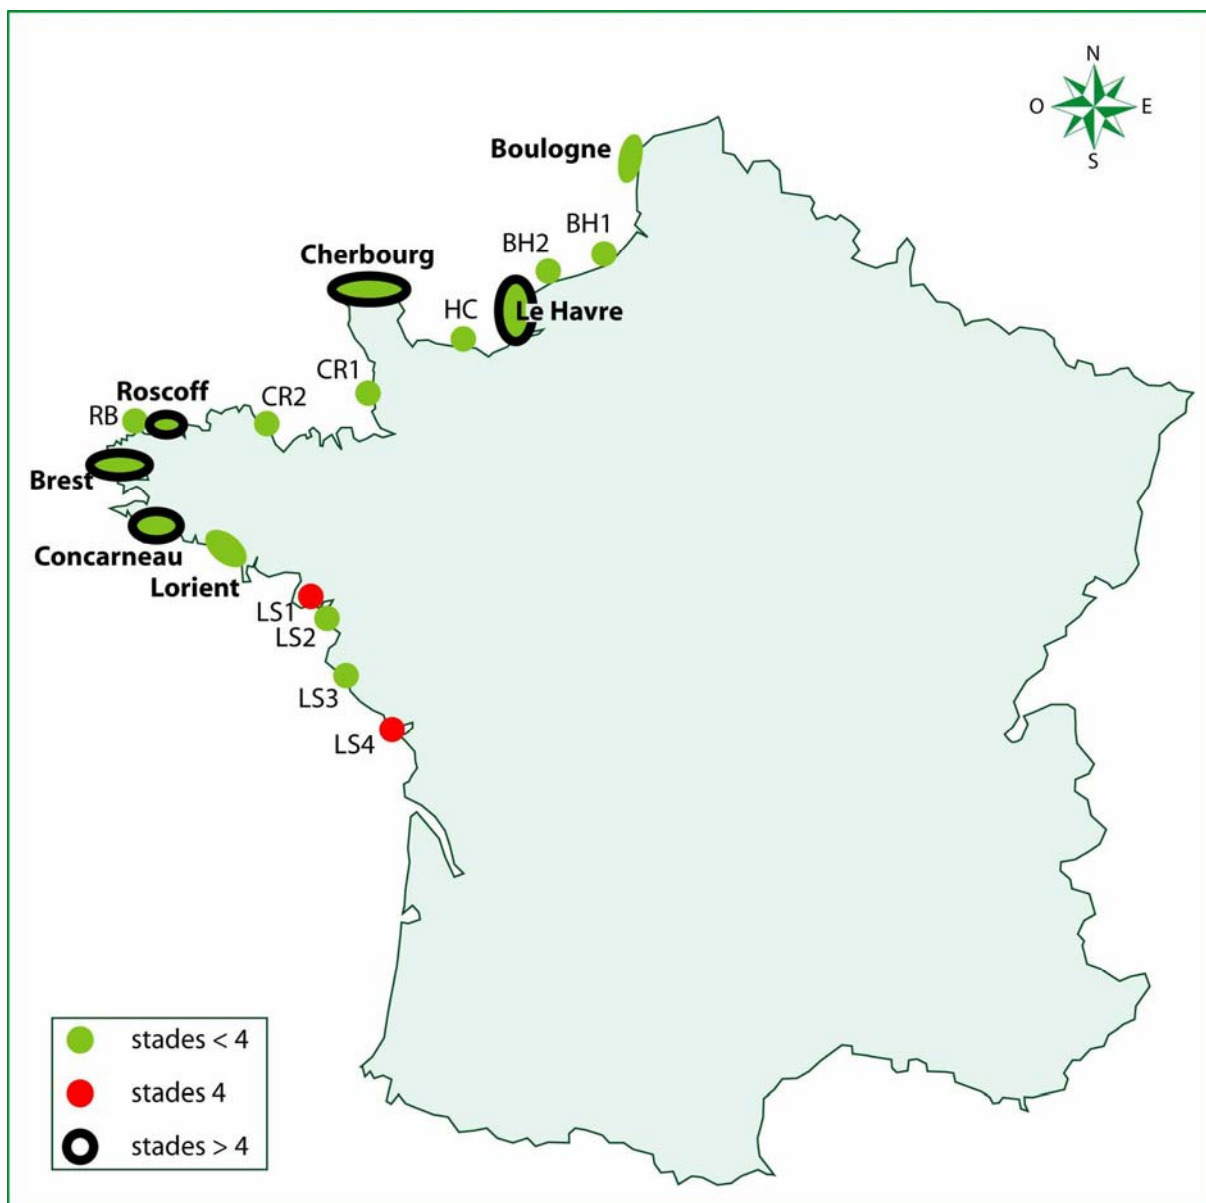 N
O
E
S
Boulogne
BH1
BH2
Cherbourg
Le Havre
HC
CR1
Roscoff
CR2
RB
Brest
Concarneau
Lorient
LS1
LS2
LS3
LS4
stades < 4
stades 4
stades > 4